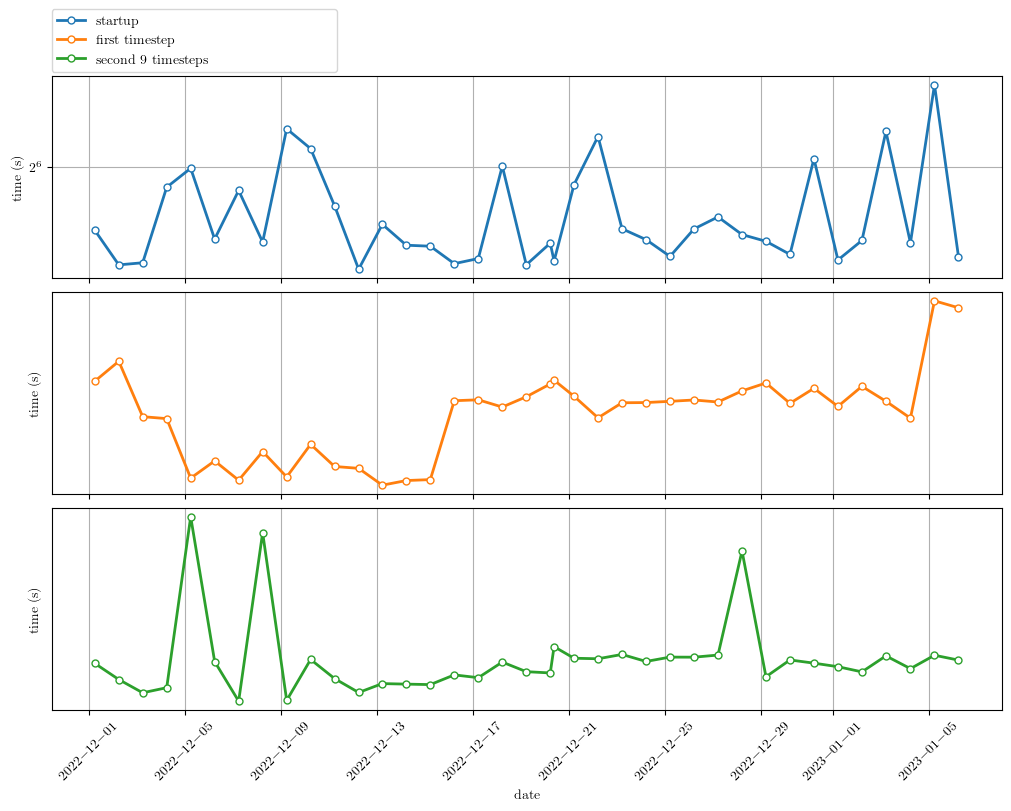 startup
first timestep
second 9 timesteps
time (s)
2⁶
time (s)
time (s)
2022−12−01
2022−12−05
2022−12−09
2022−12−13
2022−12−17
2022−12−21
2022−12−25
2022−12−29
2023−01−01
2023−01−05
date